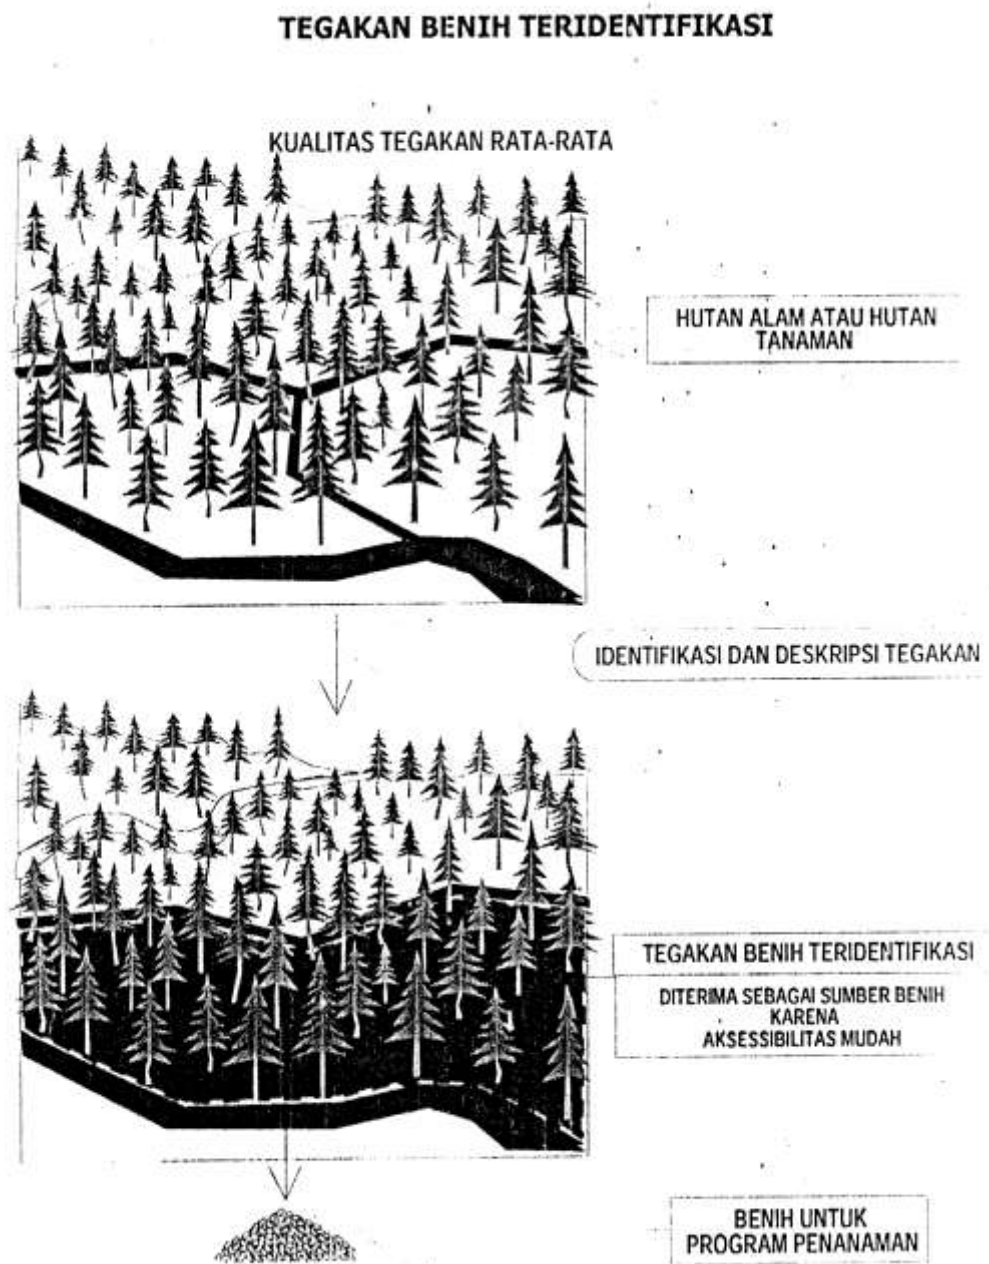 TEGAKAN BENIH TERIDENTIFIKASI
KUALITAS TEGAKAN RATA-RATA
HUTAN ALAM ATAU HUTAN
TANAMAN
IDENTIFIKASI DAN DESKRIPSI TEGAKAN
TEGAKAN BENIH TERIDENTIFIKASI
DITERIMA SEBAGAI SUMBER BENIH
KARENA
AKSESSIBILITAS MUDAH
BENIH UNTUK
PROGRAM PENANAMAN